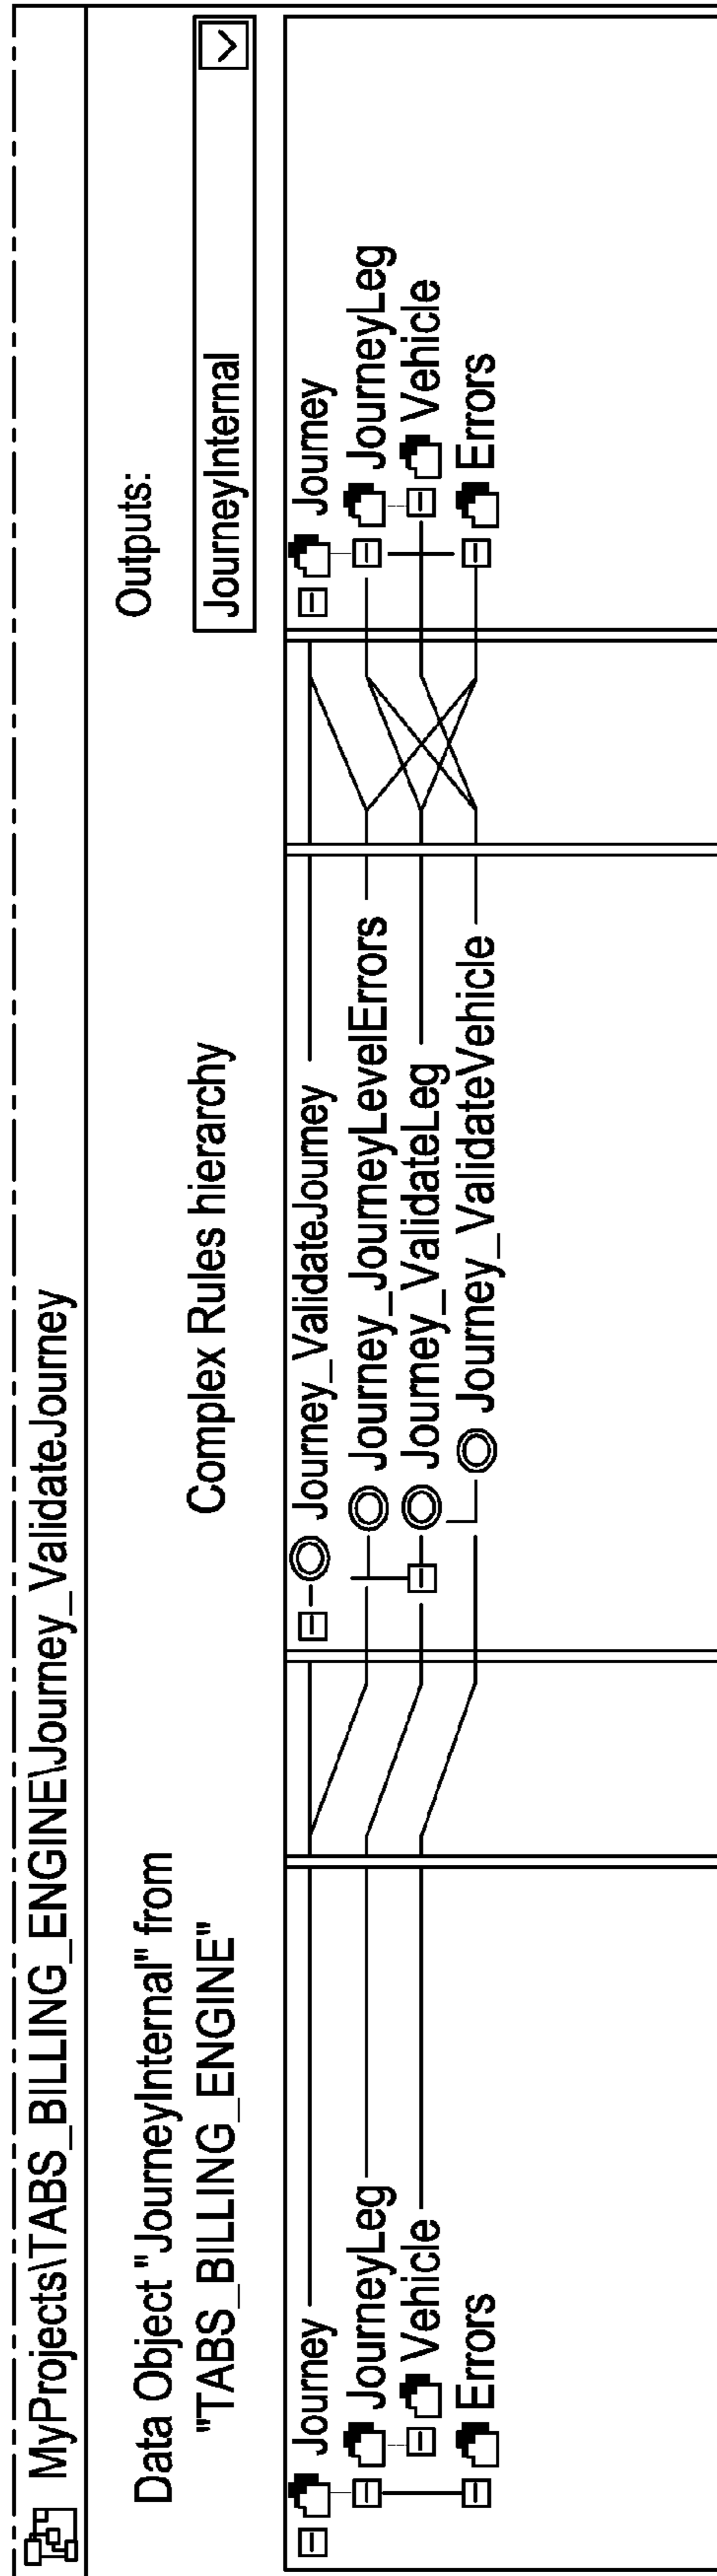 MyProjects\TABS_BILLING_ENGINE\Journey_ValidateJourney
Data Object "JourneyInternal" from
"TABS_BILLING_ENGINE"
Complex Rules hierarchy
Outputs:
JourneyInternal
Journey
JourneyLeg
Vehicle
Errors
Journey_ValidateJourney
Journey_JourneyLevelErrors
Journey_ValidateLeg
Journey_ValidateVehicle
Journey
JourneyLeg
Vehicle
Errors